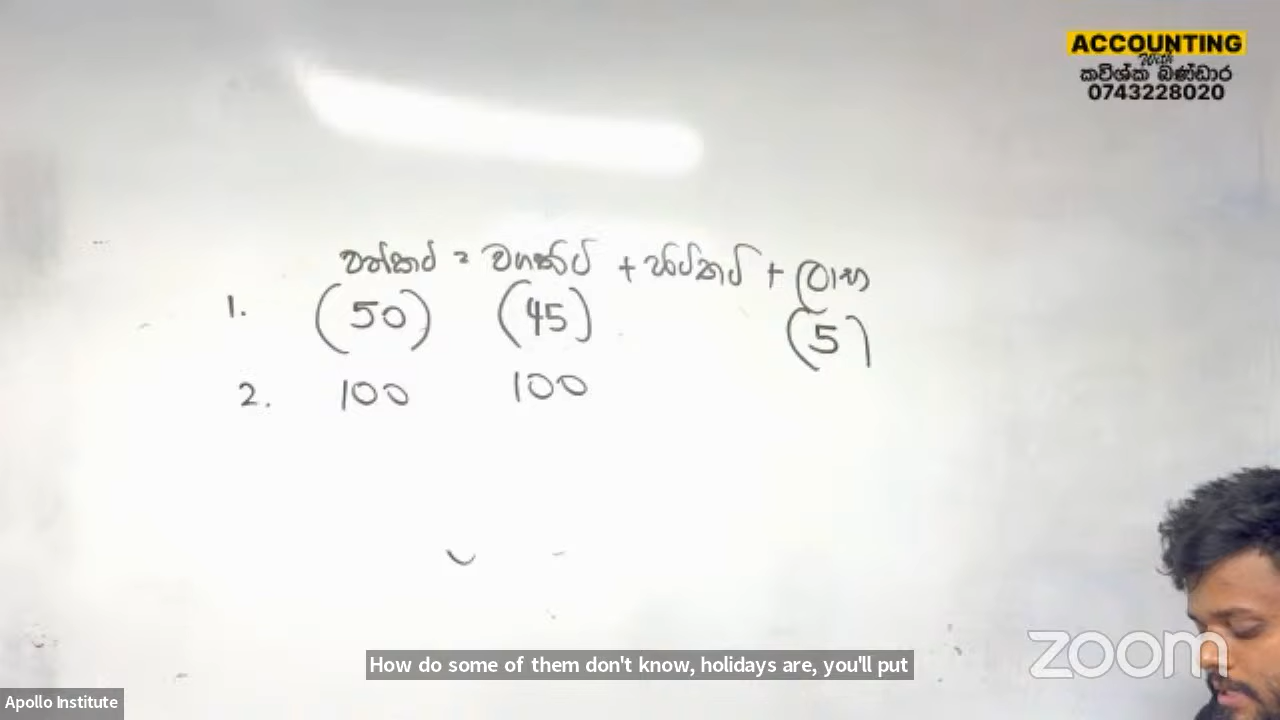 ACCOUNTING
With
කවිශ්ක බණ්ඩාර
0743228020
වත්කම් = වගකීම් + හිමිකම් + ලාභ
1. (50) (45) (5)
2. 100 100
How do some of them don't know, holidays are, you'll put
zoom
Apollo Institute